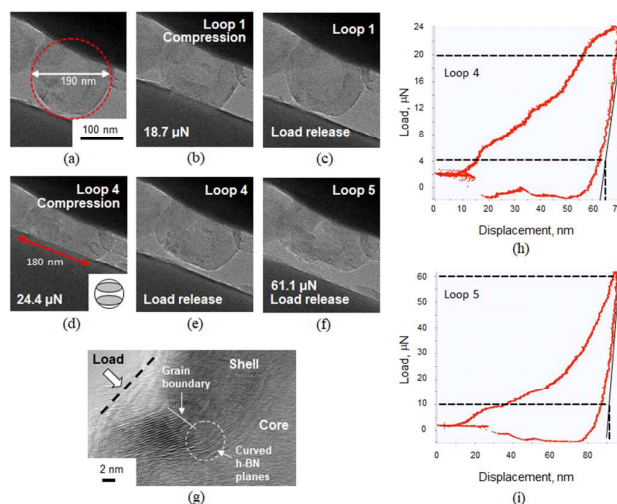 Loop 1
Compression
190 nm
100 nm
(a)
18.7 µN
(b)
Loop 1
Load release
(c)
Loop 4
Compression
180 nm
24.4 µN
(d)
Loop 4
Load release
(e)
Loop 5
61.1 µN
Load release
(f)
Load
Shell
Grain
boundary
Core
Curved
h-BN
planes
2 nm
(g)
24
20
16
12
8
4
0
Load, µN
Loop 4
0 10 20 30 40 50 60 70
Displacement, nm
(h)
60
50
40
30
20
10
0
Load, µN
Loop 5
0 10 20 30 40 50 60 70 80 90
Displacement, nm
(i)